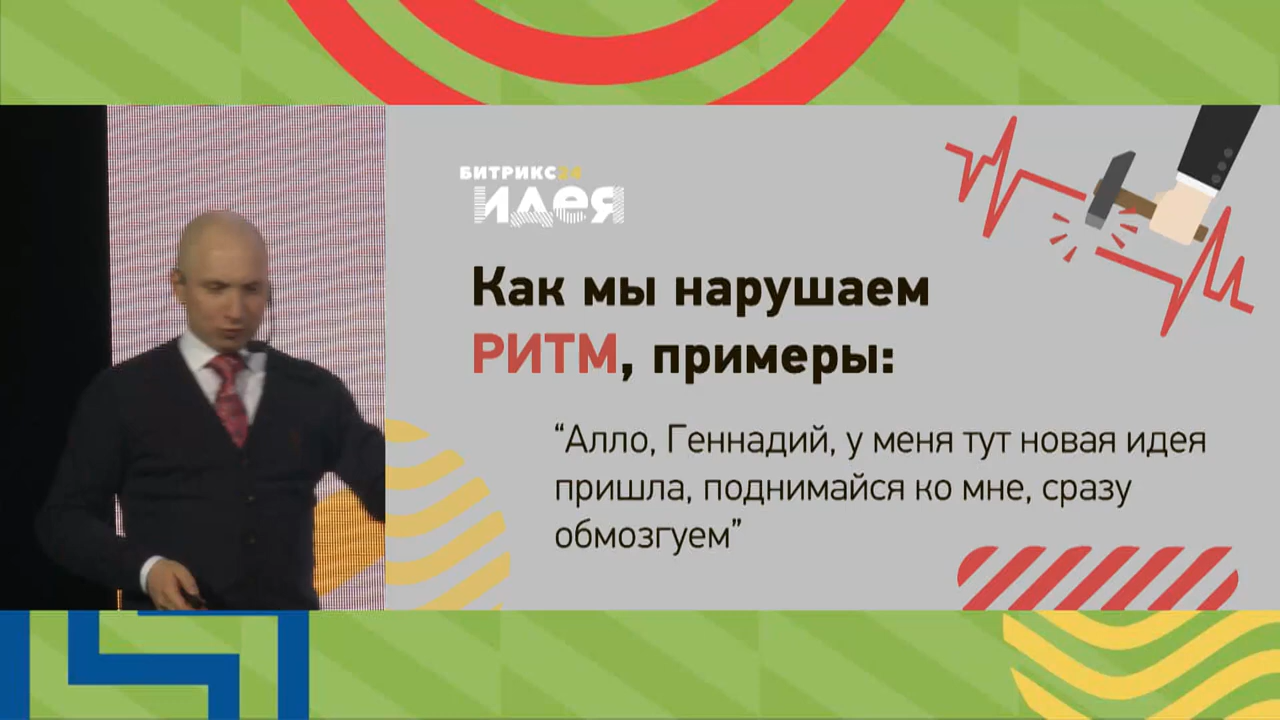 БИТРИКС24
идея
Как мы нарушаем
РИТМ, примеры:
“Алло, Геннадий, у меня тут новая идея
пришла, поднимайся ко мне, сразу
обмозгуем”